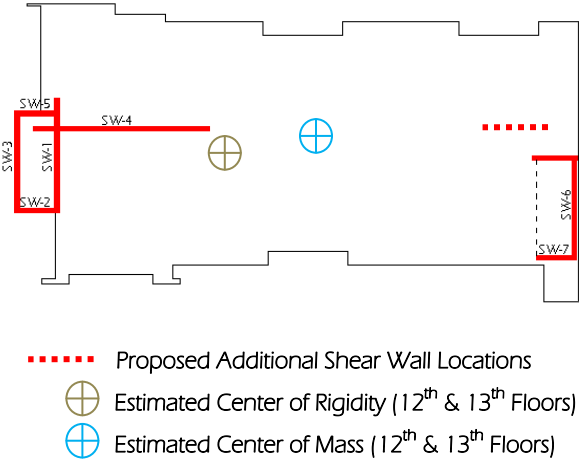 SW-5
SW-4
SW-3
SW-1
SW-2
SW-6
SW-7
Proposed Additional Shear Wall Locations
Estimated Center of Rigidity (12th & 13th Floors)
Estimated Center of Mass (12th & 13th Floors)